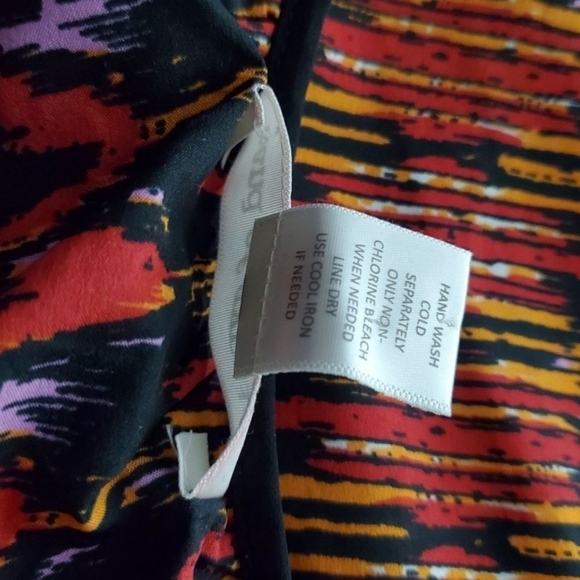 HAND WASH
COLD
SEPARATELY
ONLY NON-
CHLORINE BLEACH
WHEN NEEDED
LINE DRY
USE COOL IRON
IF NEEDED